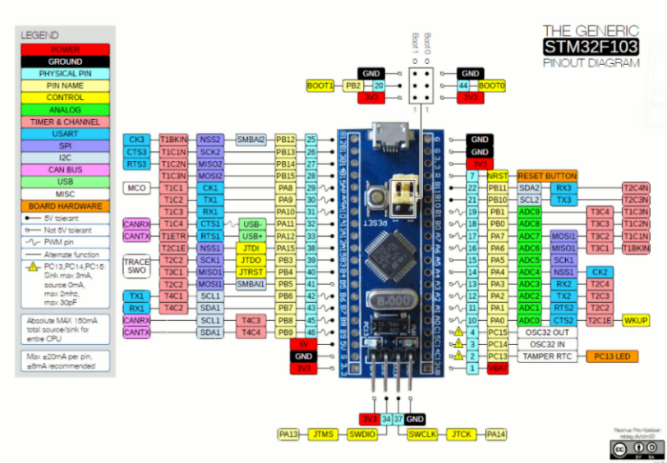 LEGEND
POWER
GROUND
PHYSICAL PIN
PIN NAME
CONTROL
ANALOG
TIMER & CHANNEL
USART
SPI
I2C
CAN BUS
USB
MISC
BOARD HARDWARE
5V tolerant
Not 5V tolerant
PWM pin
Alternate function
PC13,PC14,PC15:
Sink max 3mA,
source 0mA,
max 2mhz,
max 30pF
Absolute MAX. 150mA
total source/sink for
entire CPU
Max ±20mA per pin,
±8mA recommended
THE GENERIC
STM32F103
PINOUT DIAGRAM
Boot 1 Boot 0
GND GND
BOOT1 PB2 20 44 BOOT0
3V3 3V3
CK3 T1BKIN NSS2 SMBAI2 PB12 25
CTS3 T1C1N SCK2 PB13 26
RTS3 T1C2N MISO2 PB14 27
T1C3N MOSI2 PB15 28
MCO T1C1 CK1 PA8 29
T1C2 TX1 PA9 30
T1C3 RX1 PA10 31
CANRX T1C4 CTS1 USB- PA11 32
CANTX T1ETR RTS1 USB+ PA12 33
T2C1E NSS1 JTDI PA15 38
TRACE SWO T2C2 SCK1 JTDO PB3 39
T3C1 MISO1 JTRST PB4 40
T3C2 MOSI1 SMBAI1 PB5 41
TX1 T4C1 SCL1 PB6 42
RX1 T4C2 SDA1 PB7 43
CANRX SCL1 T4C3 PB8 45
CANTX SDA1 T4C4 PB9 46
5V
GND
3V3
GND
GND
3V3
7 NRST RESET BUTTON
22 PB11 SDA2 RX3 T2C4N
21 PB10 SCL2 TX3 T2C3N
19 PB1 ADC9 T3C4 T1C3N
18 PB0 ADC8 T3C3 T1C2N
17 PA7 ADC7 MOSI1 T3C2 T1C1N
16 PA6 ADC6 MISO1 T3C1 T1BKIN
15 PA5 ADC5 SCK1
14 PA4 ADC4 NSS1 CK2
13 PA3 ADC3 RX2 T2C4
12 PA2 ADC2 TX2 T2C3
11 PA1 ADC1 RTS2 T2C2
10 PA0 ADC0 CTS2 T2C1E WKUP
4 PC15 OSC32 OUT
3 PC14 OSC32 IN
2 PC13 TAMPER RTC PC13 LED
1 VBAT
RESET
8.000
3V3 34 37 GND
PA13 JTMS SWDIO SWCLK JTCK PA14
BY SA